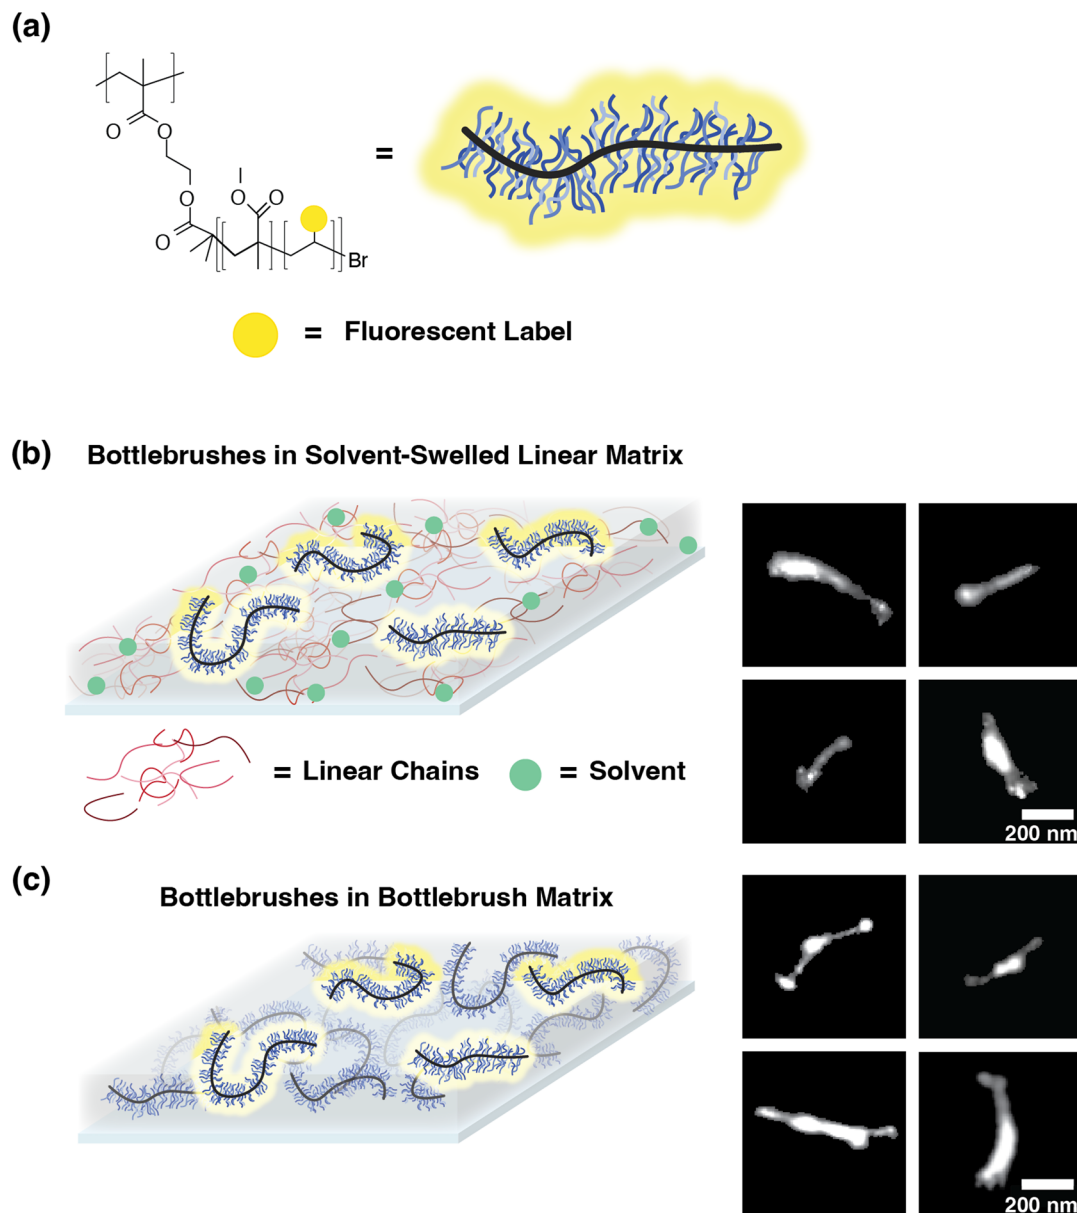 (a)
O
O
O
O
O
O
Br
=
= Fluorescent Label
(b)
Bottlebrushes in Solvent-Swelled Linear Matrix
= Linear Chains
= Solvent
200 nm
(c)
Bottlebrushes in Bottlebrush Matrix
200 nm